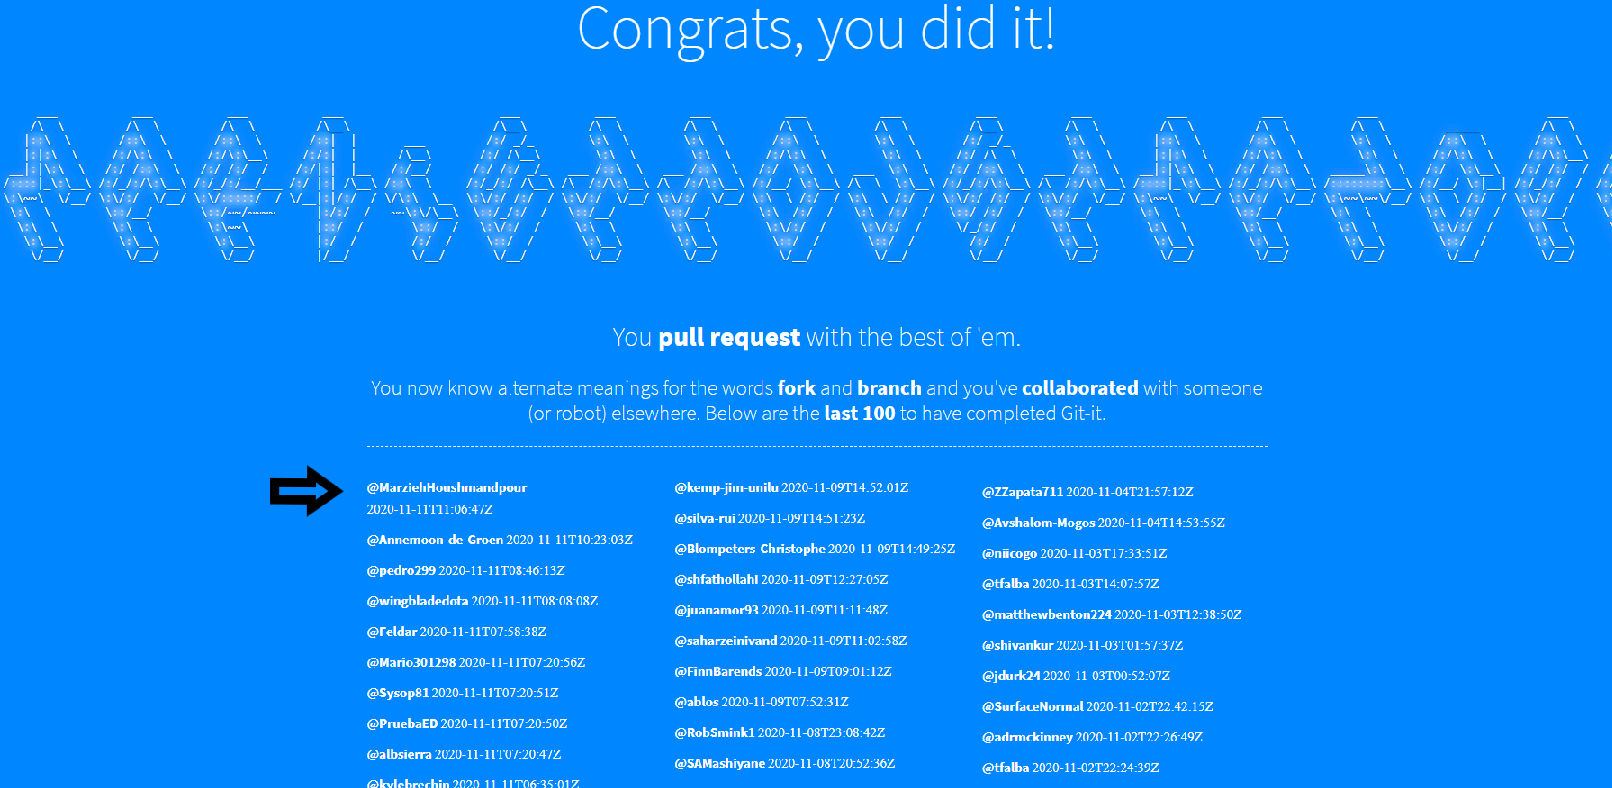 Congrats, you did it!
You pull request with the best of 'em.
You now know alternate meanings for the words fork and branch and you've collaborated with someone
(or robot) elsewhere. Below are the last 100 to have completed Git-it.
@MarziehHoushmandpour
2020-11-11T11:06:47Z
@Annemoon-de-Groen 2020-11-11T10:23:03Z
@pedro299 2020-11-11T08:46:13Z
@wingbladedota 2020-11-11T08:08:08Z
@Feldar 2020-11-11T07:58:38Z
@Mario301298 2020-11-11T07:20:56Z
@Sysop81 2020-11-11T07:20:51Z
@PruebaED 2020-11-11T07:20:50Z
@albsierra 2020-11-11T07:20:47Z
@kylebrechin 2020-11-11T06:35:01Z
@kemp-jim-unilu 2020-11-09T14:52:01Z
@silva-rui 2020-11-09T14:51:23Z
@Blompeters-Christophe 2020-11-09T14:49:25Z
@shfathollahi 2020-11-09T12:27:05Z
@juanamor93 2020-11-09T11:11:48Z
@saharzeinivand 2020-11-09T11:02:58Z
@FinnBarends 2020-11-09T09:01:12Z
@ablos 2020-11-09T07:52:31Z
@RobSmink1 2020-11-08T23:08:42Z
@SAMashiyane 2020-11-08T20:52:36Z
@ZZapata711 2020-11-04T21:57:12Z
@Avshalom-Mogos 2020-11-04T14:53:55Z
@niicogo 2020-11-03T17:33:51Z
@tfalba 2020-11-03T14:07:57Z
@matthewbenton224 2020-11-03T12:38:50Z
@shivankur 2020-11-03T01:57:37Z
@jdurk24 2020-11-03T00:52:07Z
@SurfaceNormal 2020-11-02T22:42:15Z
@adrmckinney 2020-11-02T22:26:49Z
@tfalba 2020-11-02T22:24:39Z